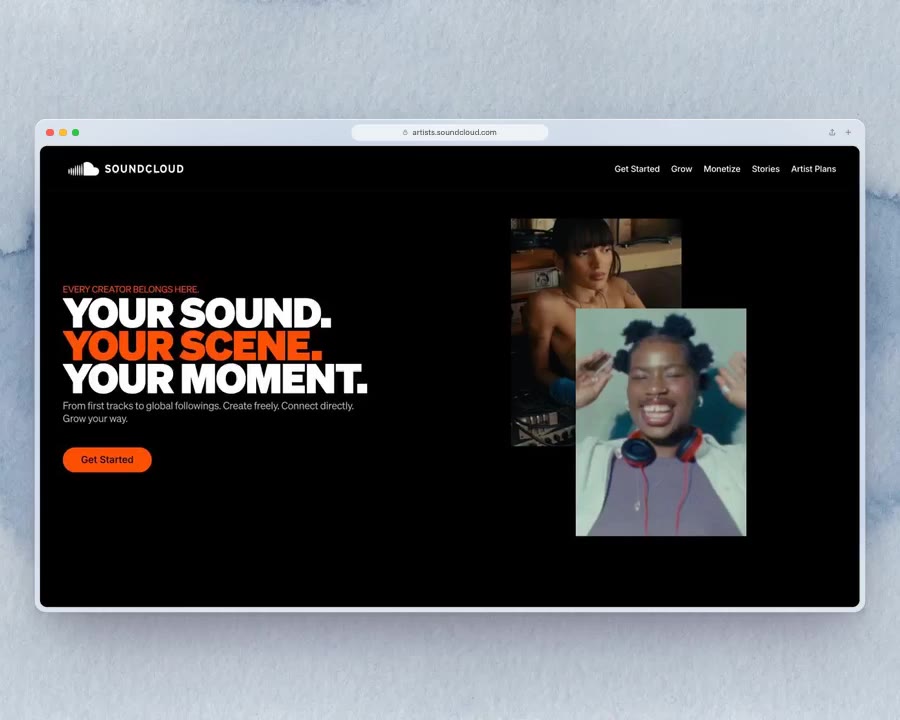 artists.soundcloud.com
SOUNDCLOUD
Get Started Grow Monetize Stories Artist Plans
EVERY CREATOR BELONGS HERE.
YOUR SOUND.
YOUR SCENE.
YOUR MOMENT.
From first tracks to global followings. Create freely. Connect directly.
Grow your way.
Get Started